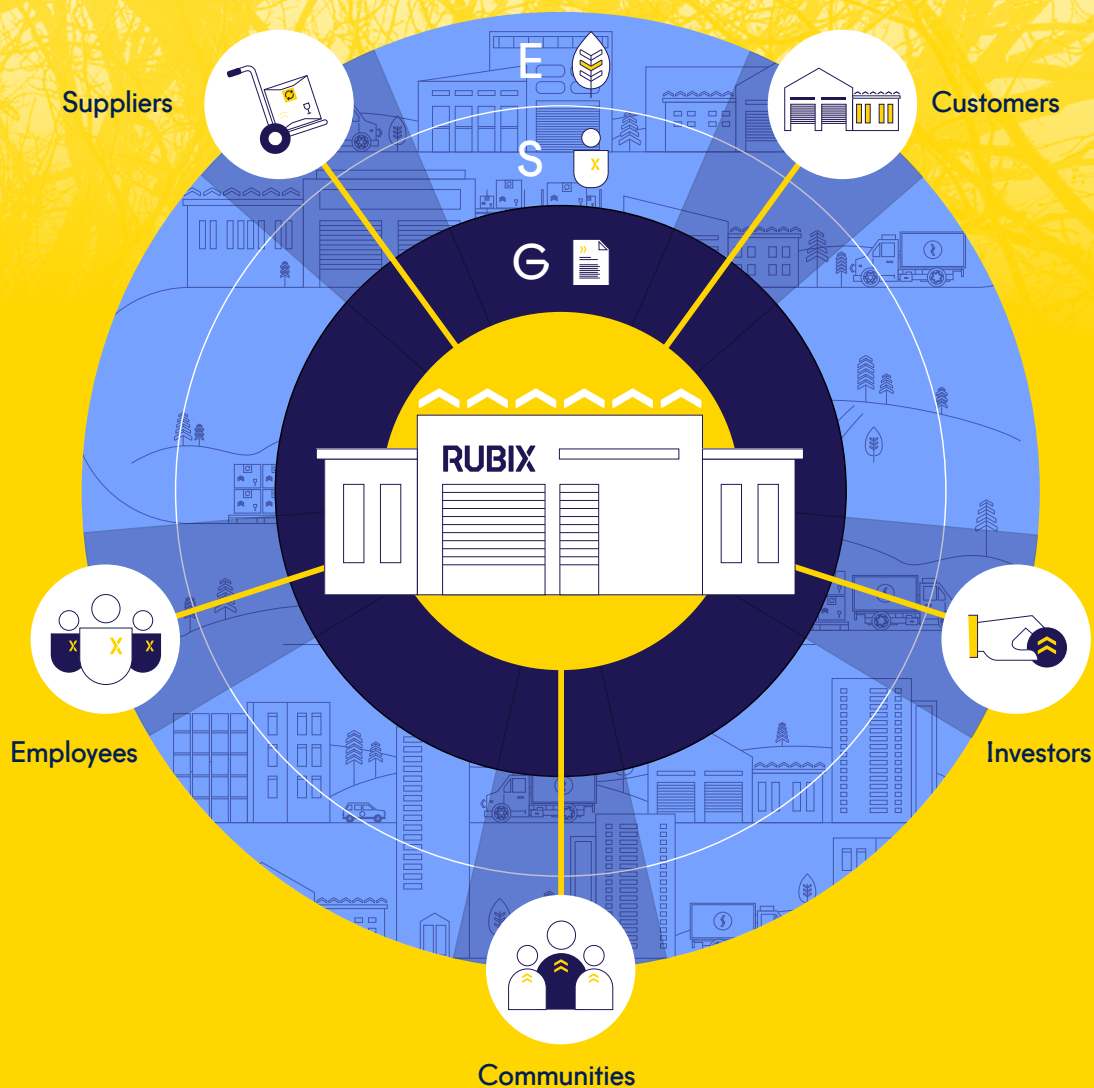 E
Suppliers
Customers
S
G
RUBIX
X
X
X
X
Employees
Investors
Communities